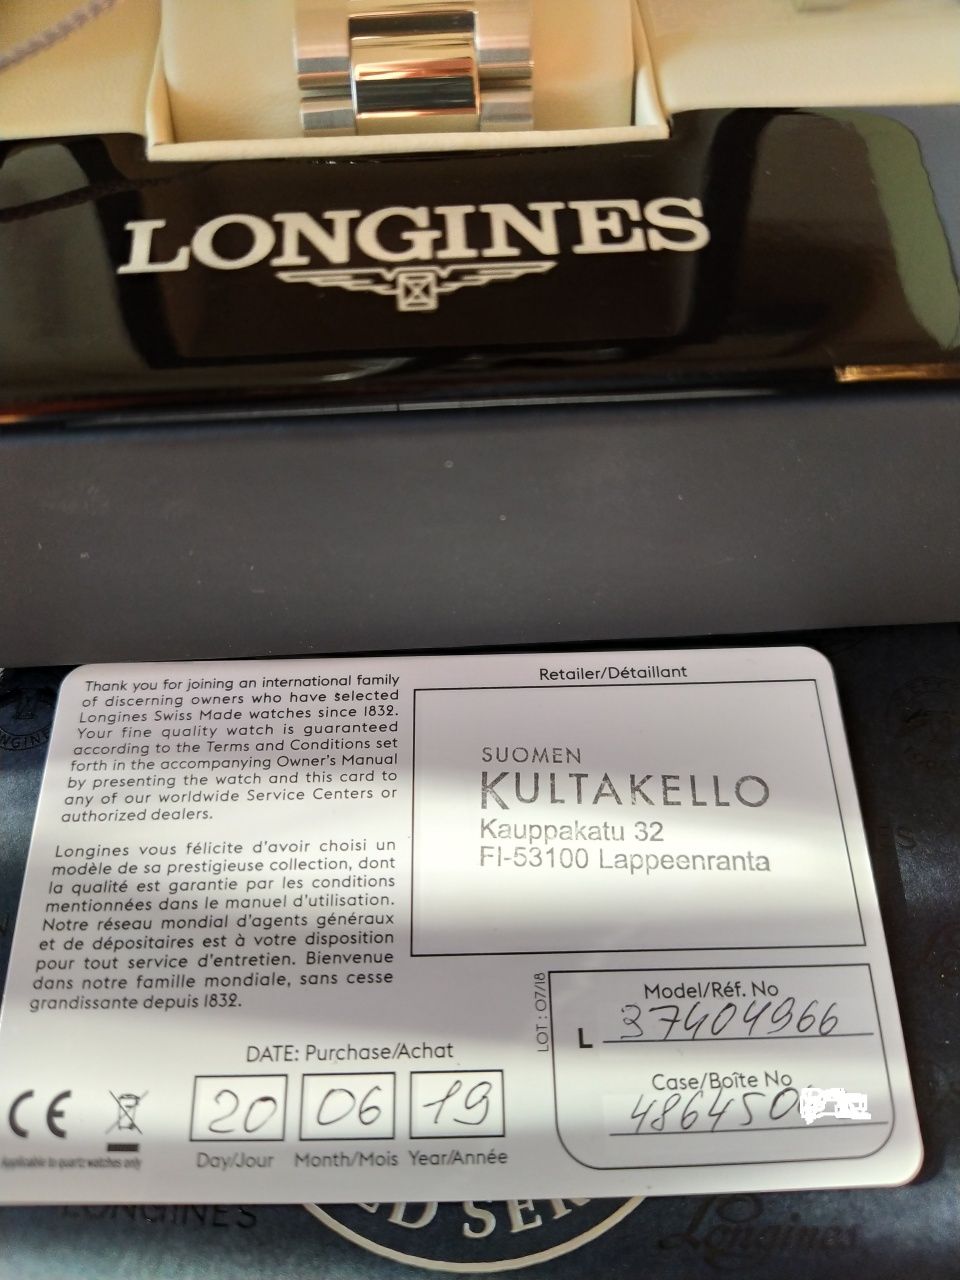 LONGINES
Thank you for joining an international family
of discerning owners who have selected
Longines Swiss Made watches since 1832.
Your fine quality watch is guaranteed
according to the Terms and Conditions set
forth in the accompanying Owner's Manual
by presenting the watch and this card to
any of our worldwide Service Centers or
authorized dealers.
Longines vous félicite d'avoir choisi un
modèle de sa prestigieuse collection, dont
la qualité est garantie par les conditions
mentionnées dans le manuel d'utilisation.
Notre réseau mondial d'agents généraux
et de dépositaires est à votre disposition
pour tout service d'entretien. Bienvenue
dans notre famille mondiale, sans cesse
grandissante depuis 1832.
Retailer/Détaillant
SUOMEN
KULTAKELLO
Kauppakatu 32
FI-53100 Lappeenranta
LOT : 07/18
Model/Réf. No
L 37404966
Case/Boîte No
486450
DATE: Purchase/Achat
CE
20 06 19
Day/Jour Month/Mois Year/Année
Applicable to quartz watches only
LONGINES
Longines